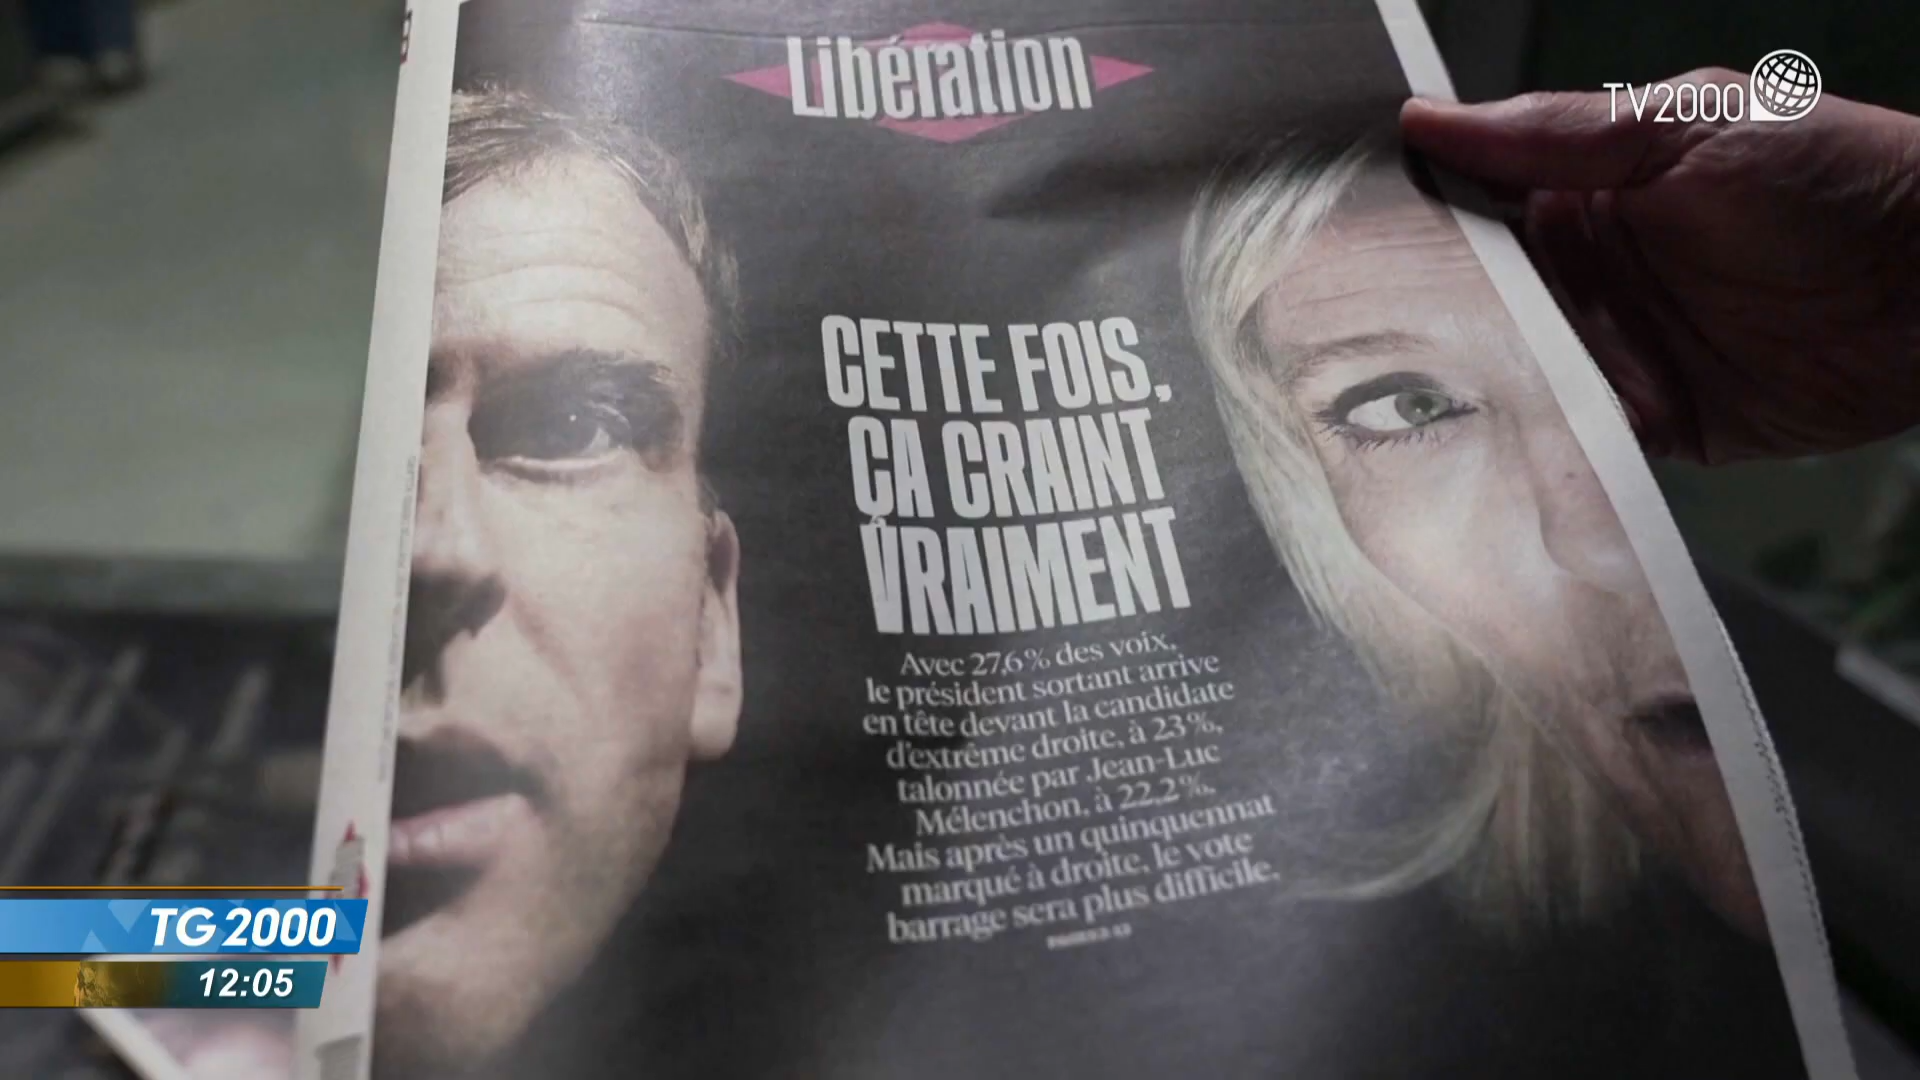 Libération
TV2000
CETTE FOIS,
ÇA CRAINT
VRAIMENT
Avec 27,6% des voix,
le président sortant arrive
en tête devant la candidate
d'extrême droite, à 23%,
talonnée par Jean-Luc
Mélenchon, à 22,2%.
Mais après un quinquennat
marqué à droite, le vote
barrage sera plus difficile.
TG 2000
12:05